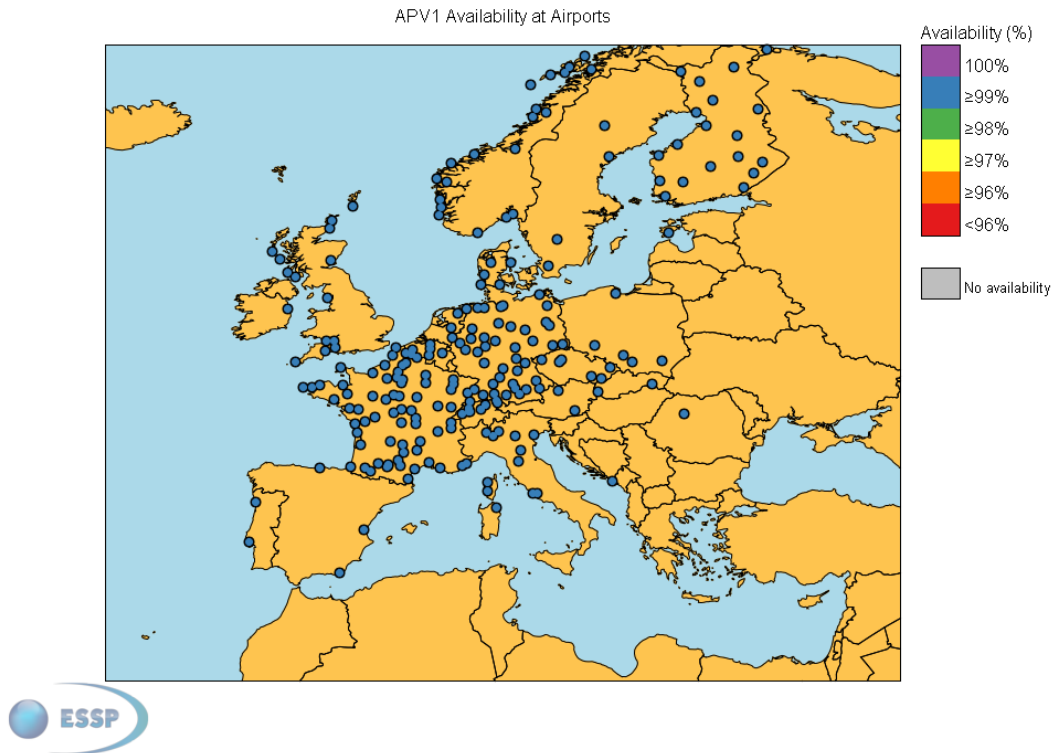 APV1 Availability at Airports
Availability (%)
100%
≥99%
≥98%
≥97%
≥96%
<96%
No availability
ESSP